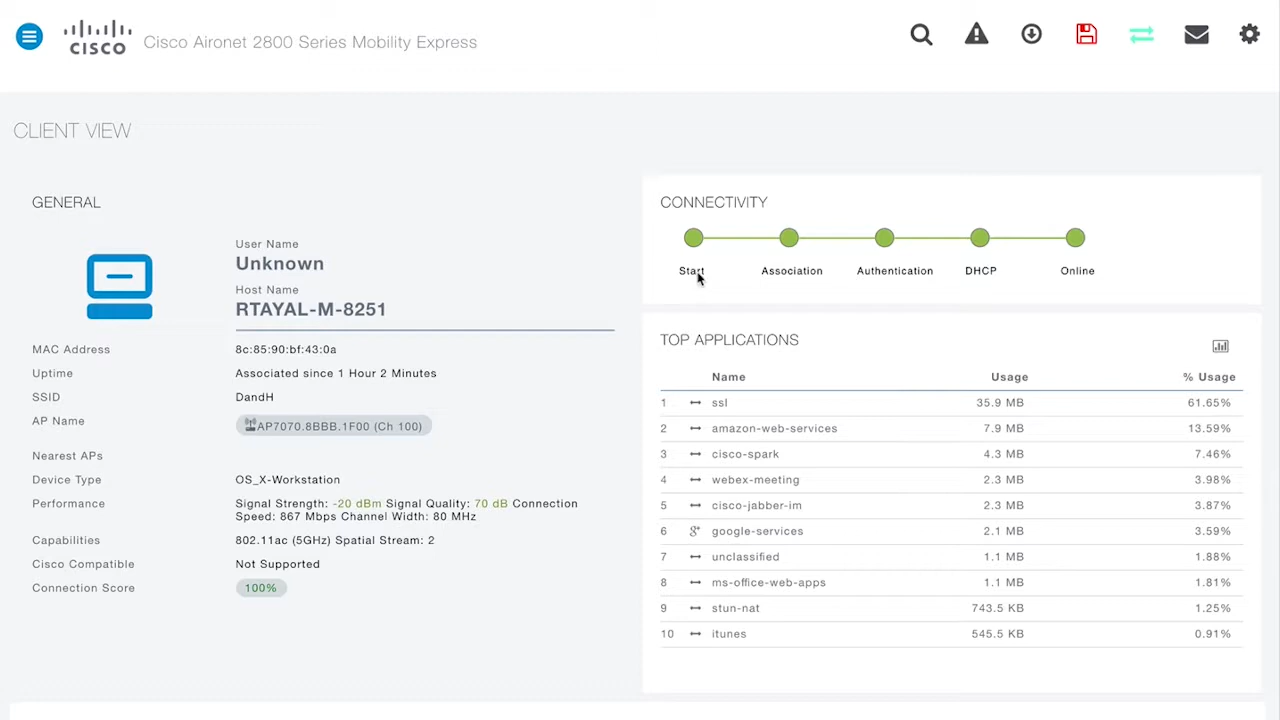 CISCO
Cisco Aironet 2800 Series Mobility Express
CLIENT VIEW
GENERAL
User Name
Unknown
Host Name
RTAYAL-M-8251
MAC Address 8c:85:90:bf:43:0a
Uptime Associated since 1 Hour 2 Minutes
SSID DandH
AP Name AP7070.8BBB.1F00 (Ch 100)
Nearest APs
Device Type OS_X-Workstation
Performance Signal Strength: -20 dBm Signal Quality: 70 dB Connection
Speed: 867 Mbps Channel Width: 80 MHz
Capabilities 802.11ac (5GHz) Spatial Stream: 2
Cisco Compatible Not Supported
Connection Score 100%
CONNECTIVITY
Start Association Authentication DHCP Online
TOP APPLICATIONS
Name Usage % Usage
1 ssl 35.9 MB 61.65%
2 amazon-web-services 7.9 MB 13.59%
3 cisco-spark 4.3 MB 7.46%
4 webex-meeting 2.3 MB 3.98%
5 cisco-jabber-im 2.3 MB 3.87%
6 g+ google-services 2.1 MB 3.59%
7 unclassified 1.1 MB 1.88%
8 ms-office-web-apps 1.1 MB 1.81%
9 stun-nat 743.5 KB 1.25%
10 itunes 545.5 KB 0.91%